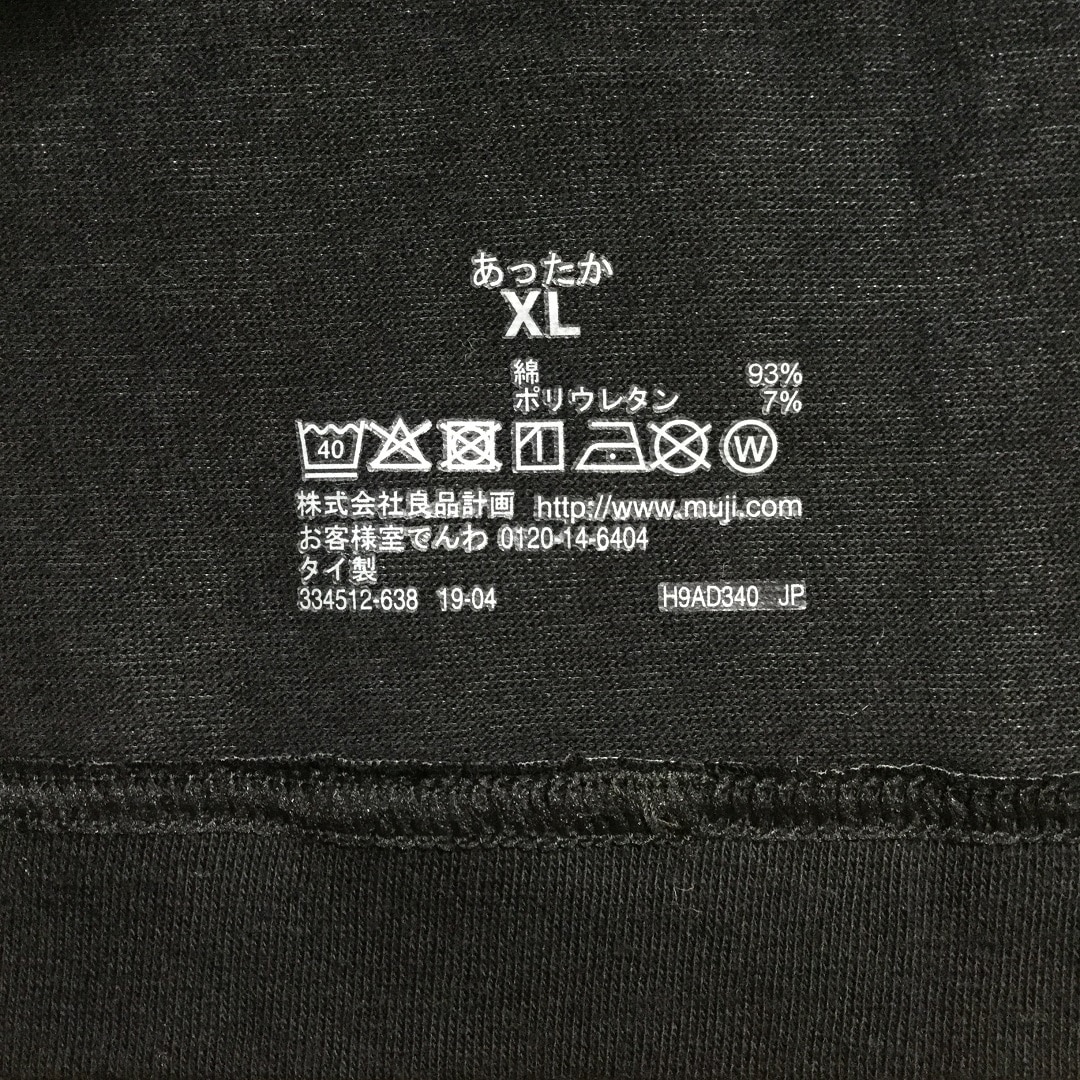 あったか
XL
綿 93%
ポリウレタン 7%
40 W
株式会社良品計画 http://www.muji.com
お客様室でんわ 0120-14-6404
タイ製
334512-638 19-04 H9AD340 JP